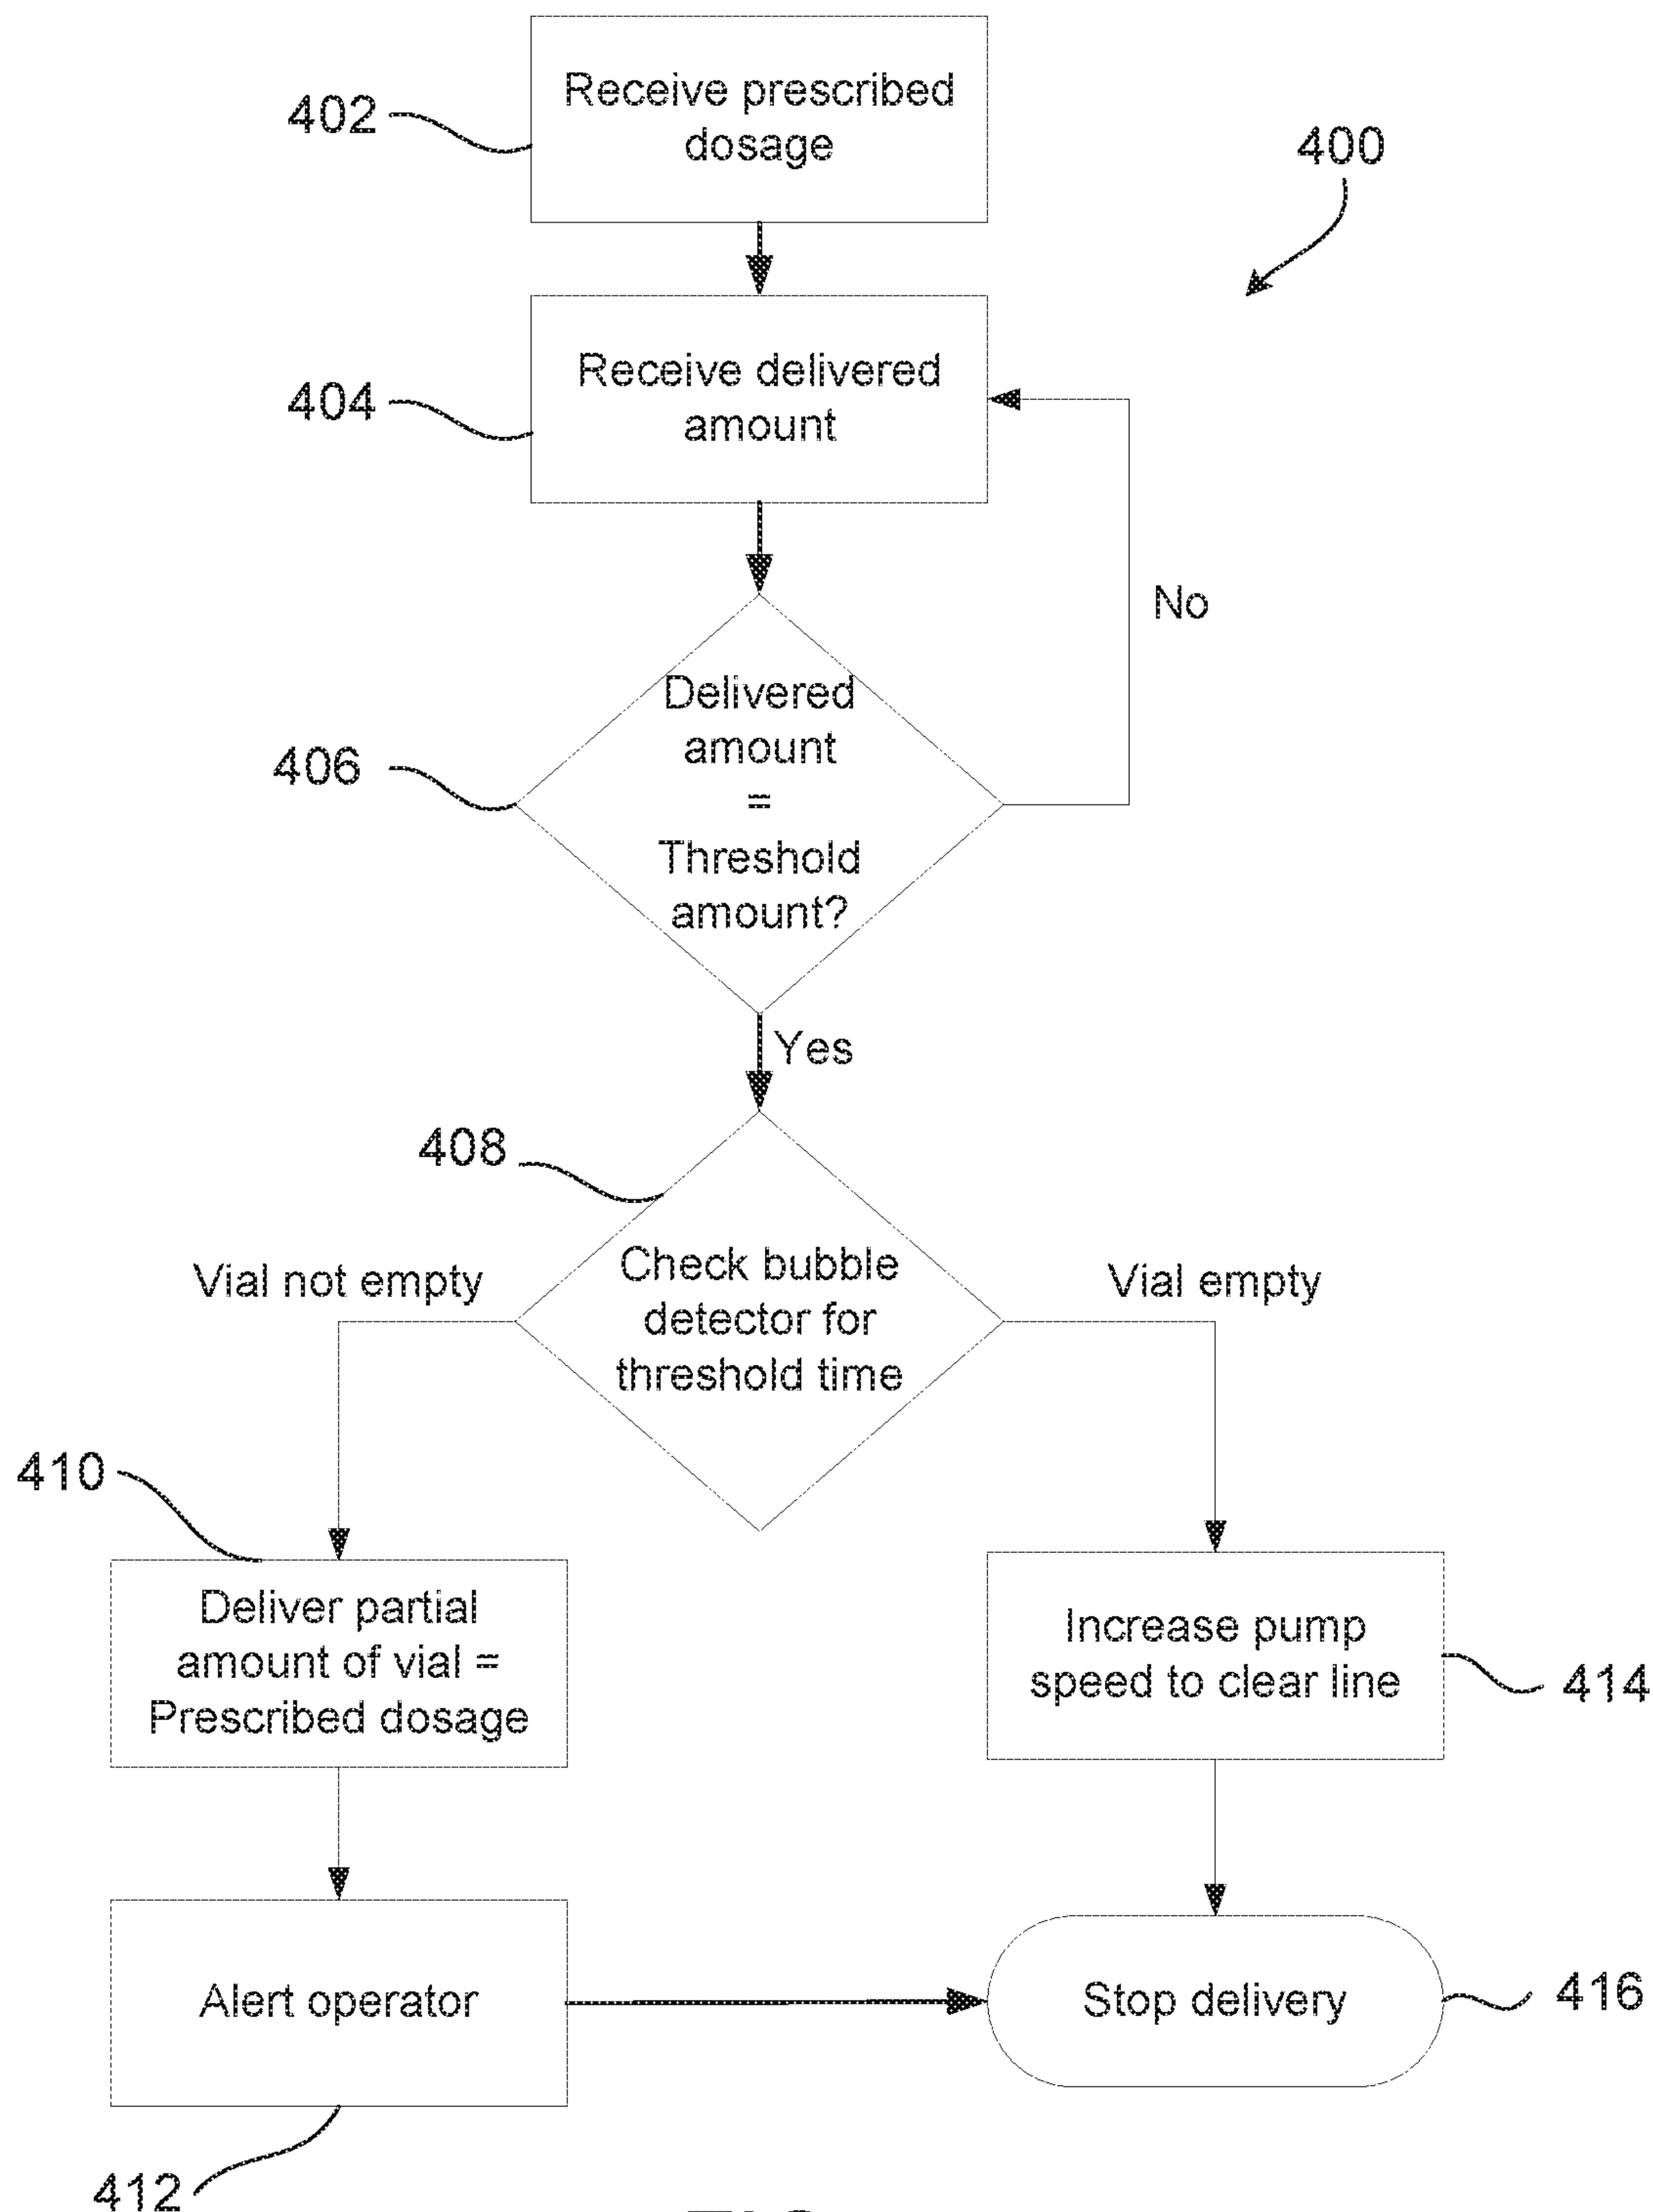 Receive prescribed
dosage
402
400
Receive delivered
amount
404
No
Delivered
amount
=
Threshold
amount?
406
Yes
408
Check bubble
detector for
threshold time
Vial not empty
Vial empty
410
Deliver partial
amount of vial =
Prescribed dosage
Increase pump
speed to clear line
414
Alert operator
Stop delivery
416
412